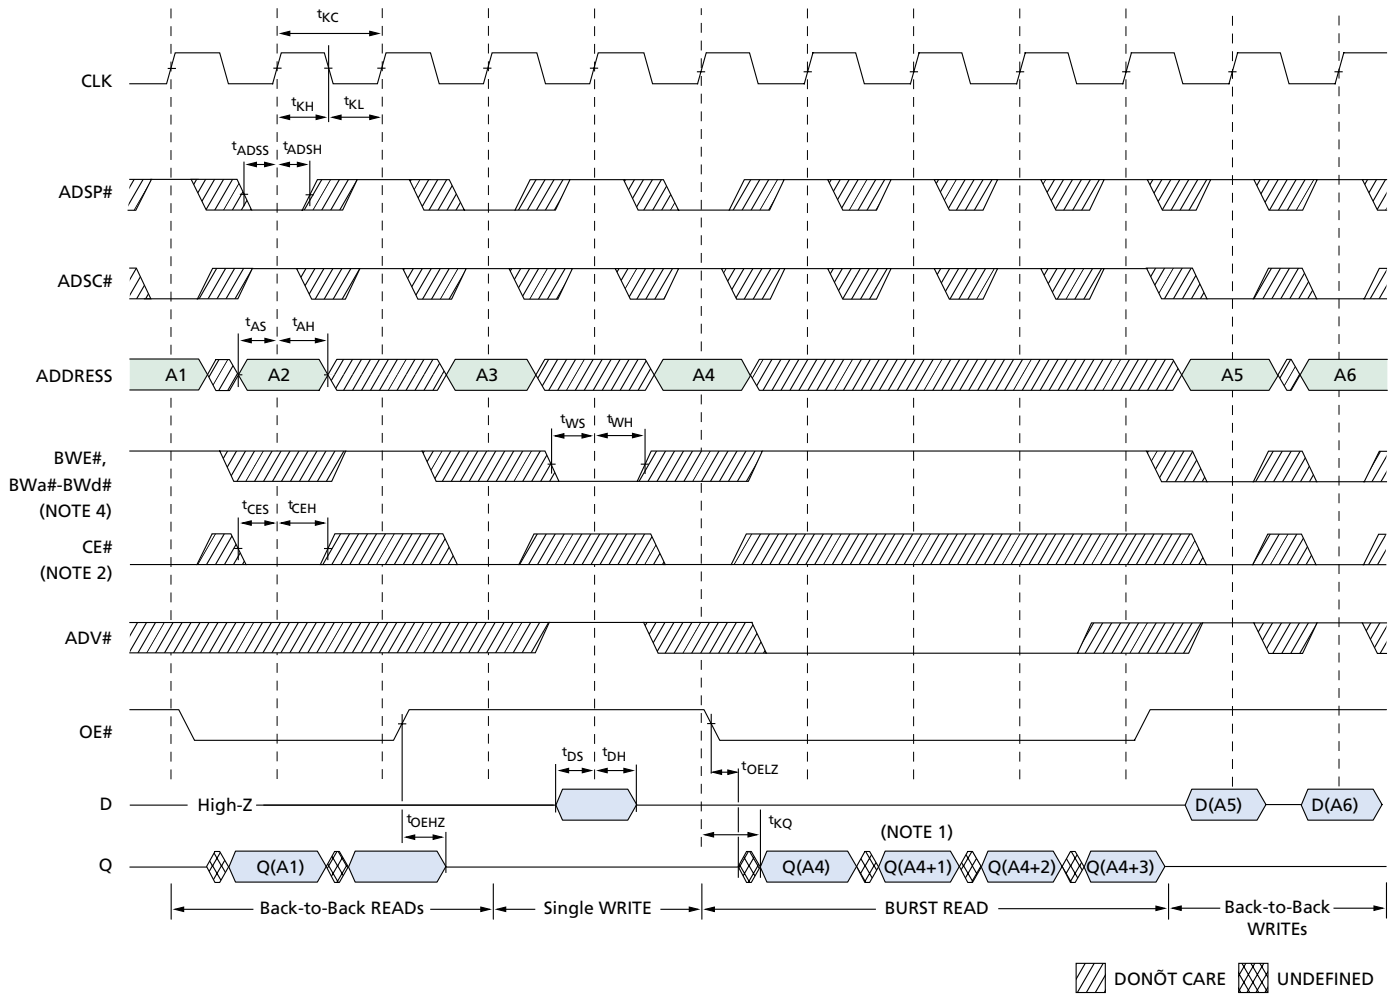 tKC
CLK
tKH
tKL
tADSS
tADSH
ADSP#
ADSC#
tAS
tAH
ADDRESS
A1
A2
A3
A4
A5
A6
tWS
tWH
BWE#,
BWa#-BWd#
(NOTE 4)
tCES
tCEH
CE#
(NOTE 2)
ADV#
OE#
tDS
tDH
tOELZ
D
High-Z
D(A5)
D(A6)
tOEHZ
tKQ
(NOTE 1)
Q
Q(A1)
Q(A4)
Q(A4+1)
Q(A4+2)
Q(A4+3)
Back-to-Back READs
Single WRITE
BURST READ
Back-to-Back
WRITEs
DONÕT CARE
UNDEFINED